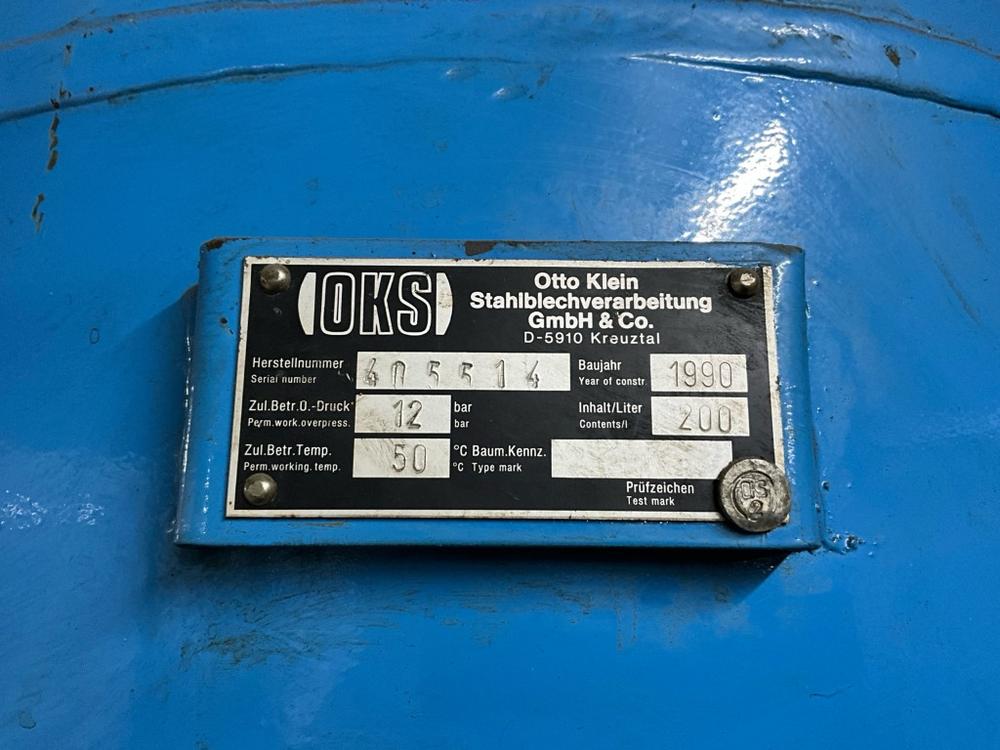 OKS
Otto Klein
Stahlblechverarbeitung
GmbH & Co.
D-5910 Kreuztal
Herstellnummer 405514 Baujahr 1990
Serial number Year of constr.
Zul.Betr.Ü.-Druck 12 bar Inhalt/Liter 200
Perm.work.overpress. bar Contents/l
Zul.Betr.Temp. 50 °C Baum.Kennz.
Perm.working.temp. °C Type mark
Prüfzeichen
Test mark